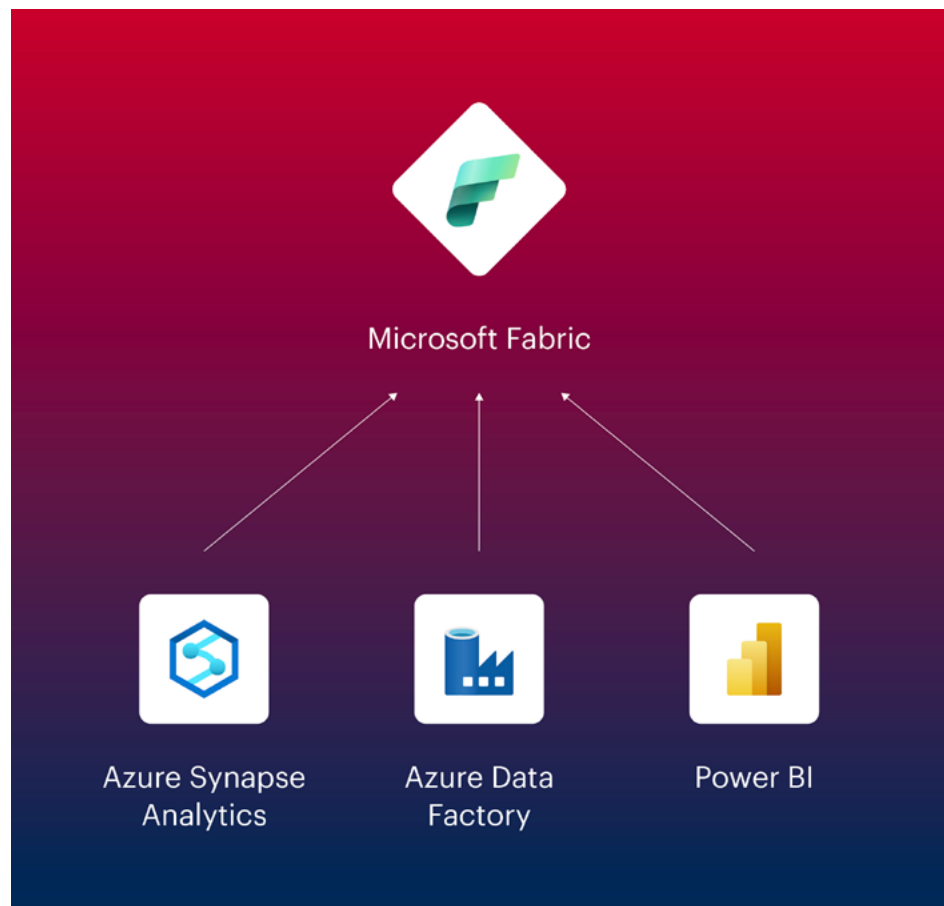 Microsoft Fabric
Azure Synapse
Analytics
Azure Data
Factory
Power BI